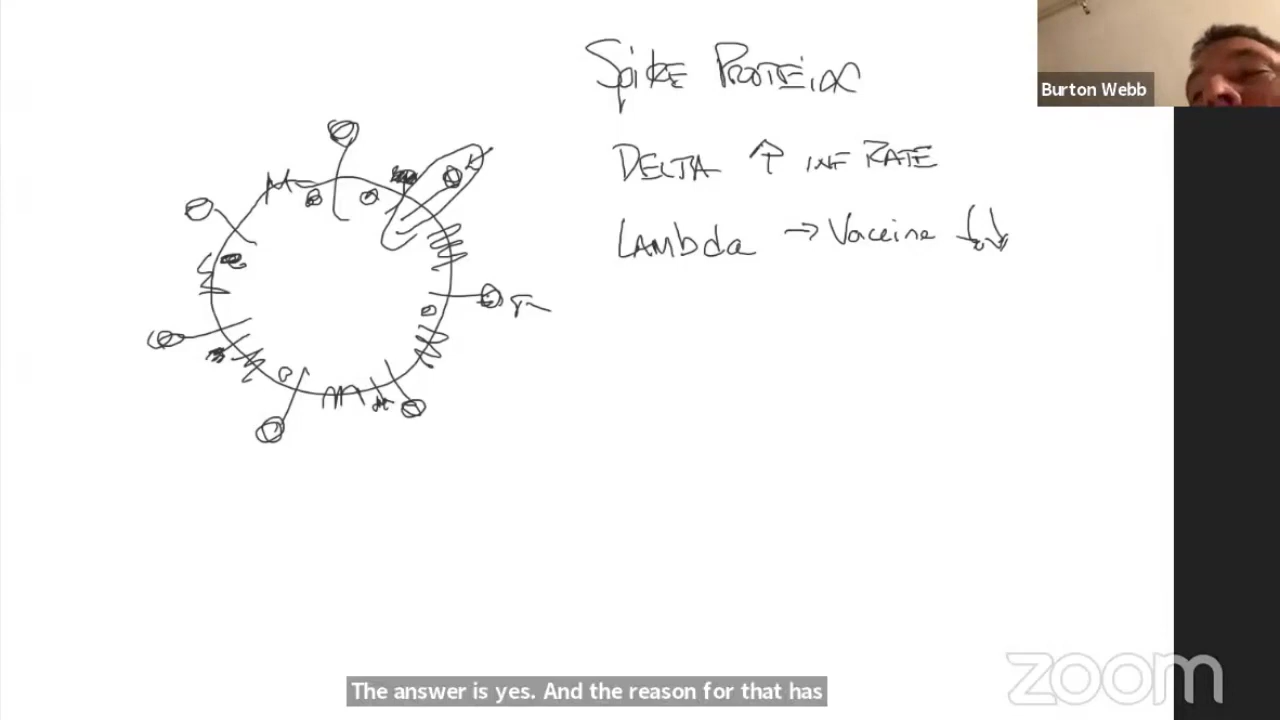 Spike PROTEIN
Burton Webb
DELTA ↑ INF RATE
LAMBDA → Vaccine ↓↓
The answer is yes. And the reason for that has
zoom